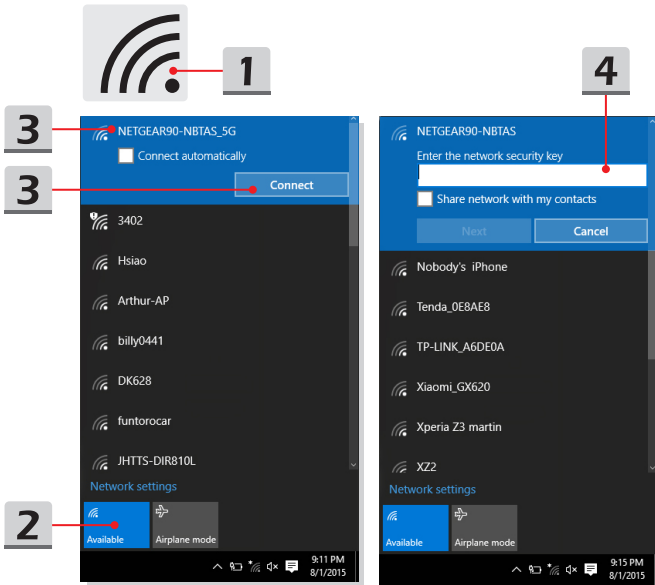 1
3
3
NETGEAR90-NBTAS_5G
Connect automatically
Connect
3402
Hsiao
Arthur-AP
billy0441
DK628
funtorocar
JHTTS-DIR810L
Network settings
2
Available
Airplane mode
9:11 PM
8/1/2015
4
NETGEAR90-NBTAS
Enter the network security key
Share network with my contacts
Next
Cancel
Nobody's iPhone
Tenda_0E8AE8
TP-LINK_A6DE0A
Xiaomi_GX620
Xperia Z3 martin
XZ2
Network settings
Available
Airplane mode
9:15 PM
8/1/2015